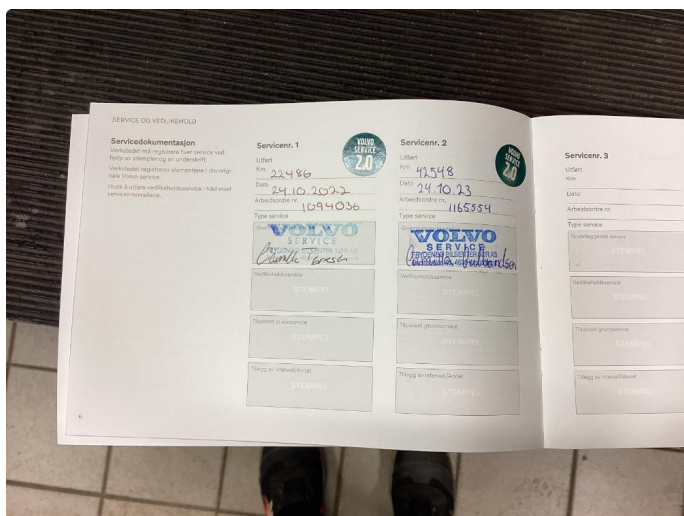 SERVICE OG VEDLIKEHOLD
Servicedokumentasjon
Verkstedet må registrere hver service ved
hjelp av stempler og en underskrift.
Verkstedet registrerer elementene i din origi-
nale Volvo-service.
Husk å utføre vedlikeholdsservice i tråd med
serviceintervallene.
6
Servicenr. 1
VOLVO
SERVICE
2.0
Utført
Km 22486
Dato 24.10.2022
Arbeidsordre nr.
1094036
Type service
VOLVO
SERVICE
Camilla
Vedlikeholdsservice
STEMPEL
Tilpasset grunnservice
STEMPEL
Tillegg av intervall/Annet
STEMPEL
Servicenr. 2
VOLVO
SERVICE
2.0
Utført
Km 42548
Dato 24.10.23
Arbeidsordre nr.
1165554
Type service
VOLVO
SERVICE
BILSENTER
Vedlikeholdsservice
STEMPEL
Tilpasset grunnservice
STEMPEL
Tillegg av intervall/Annet
STEMPEL
Servicenr. 3
Utført
Km
Dato
Arbeidsordre nr.
Type service
Grunnleggende service
STEMPEL
Vedlikeholdsservice
STEMPEL
Tilpasset grunnservice
STEMPEL
Tillegg av intervall/Annet
STEMPEL